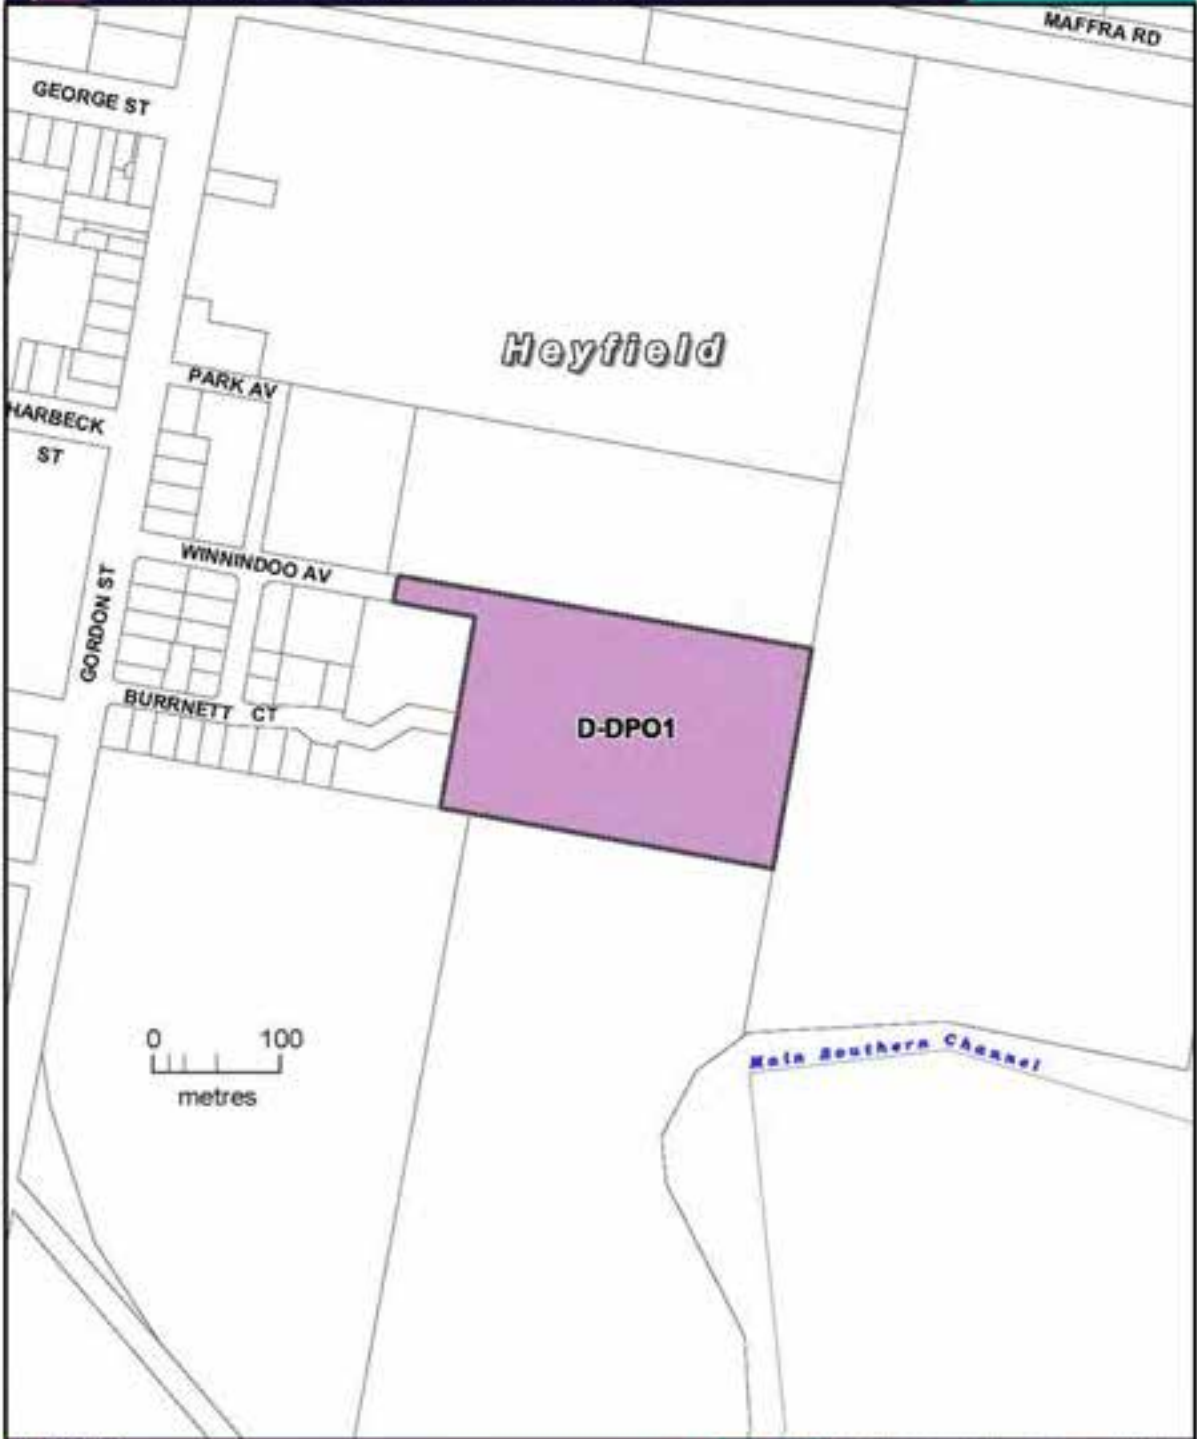 MAFFRA RD
GEORGE ST
Heyfield
PARK AV
HARBECK
ST
WINNINDOO AV
GORDON ST
BURRNETT CT
D-DPO1
0 100
metres
Main Southern Channel